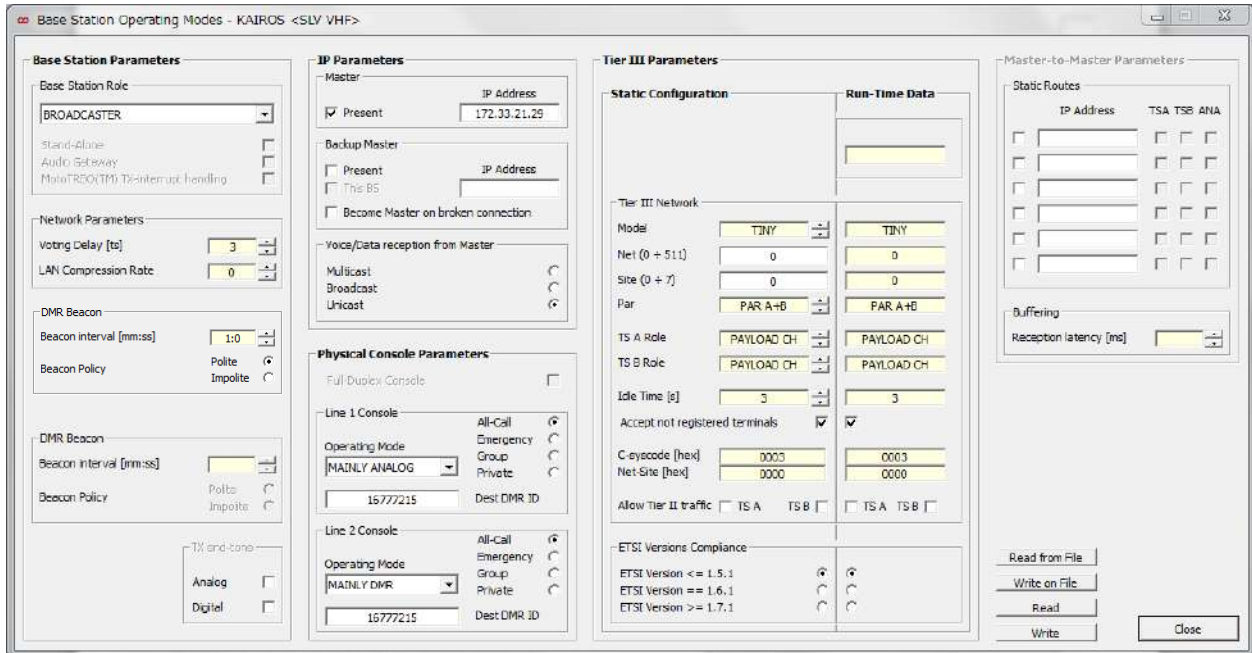 Base Station Operating Modes - KAIROS <SLV VHF>
Base Station Parameters
Base Station Role
BROADCASTER
Stand-Alone
Audio Gateway
MotoTRBO(TM) TX-interrupt handling
Network Parameters
Voting Delay [ts] 3
LAN Compression Rate 0
DMR Beacon
Beacon interval [mm:ss] 1:0
Polite
Beacon Policy
Impolite
DMR Beacon
Beacon interval [mm:ss]
Polite
Beacon Policy
Impolite
TX end-tone
Analog
Digital
IP Parameters
Master
IP Address
Present 172.33.21.29
Backup Master
Present IP Address
This BS
Become Master on broken connection
Voice/Data reception from Master
Multicast
Broadcast
Unicast
Physical Console Parameters
Full-Duplex Console
Line 1 Console
All-Call
Emergency
Operating Mode
Group
MAINLY ANALOG
Private
16777215 Dest DMR ID
Line 2 Console
All-Call
Emergency
Operating Mode
Group
MAINLY DMR
Private
16777215 Dest DMR ID
Tier III Parameters
Static Configuration Run-Time Data
Tier III Network
Model TINY TINY
Net (0 ÷ 511) 0 0
Site (0 ÷ 7) 0 0
Par PAR A+B PAR A+B
TS A Role PAYLOAD CH PAYLOAD CH
TS B Role PAYLOAD CH PAYLOAD CH
Idle Time [s] 3 3
Accept not registered terminals
C-syscode [hex] 0003 0003
Net-Site [hex] 0000 0000
Allow Tier II traffic TS A TS B TS A TS B
ETSI Versions Compliance
ETSI Version <= 1.5.1
ETSI Version == 1.6.1
ETSI Version >= 1.7.1
Master-to-Master Parameters
Static Routes
IP Address TSA TSB ANA
Buffering
Reception latency [ms]
Read from File
Write on File
Read
Write
Close